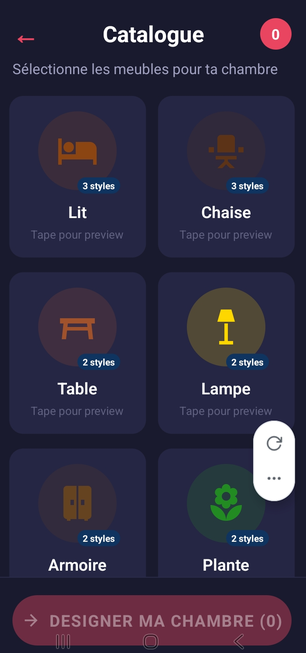 Catalogue
0
Sélectionne les meubles pour ta chambre
3 styles
3 styles
Lit
Chaise
Tape pour preview
Tape pour preview
2 styles
2 styles
Table
Lampe
Tape pour preview
Tape pour preview
2 styles
2 styles
Armoire
Plante
DESIGNER MA CHAMBRE (0)